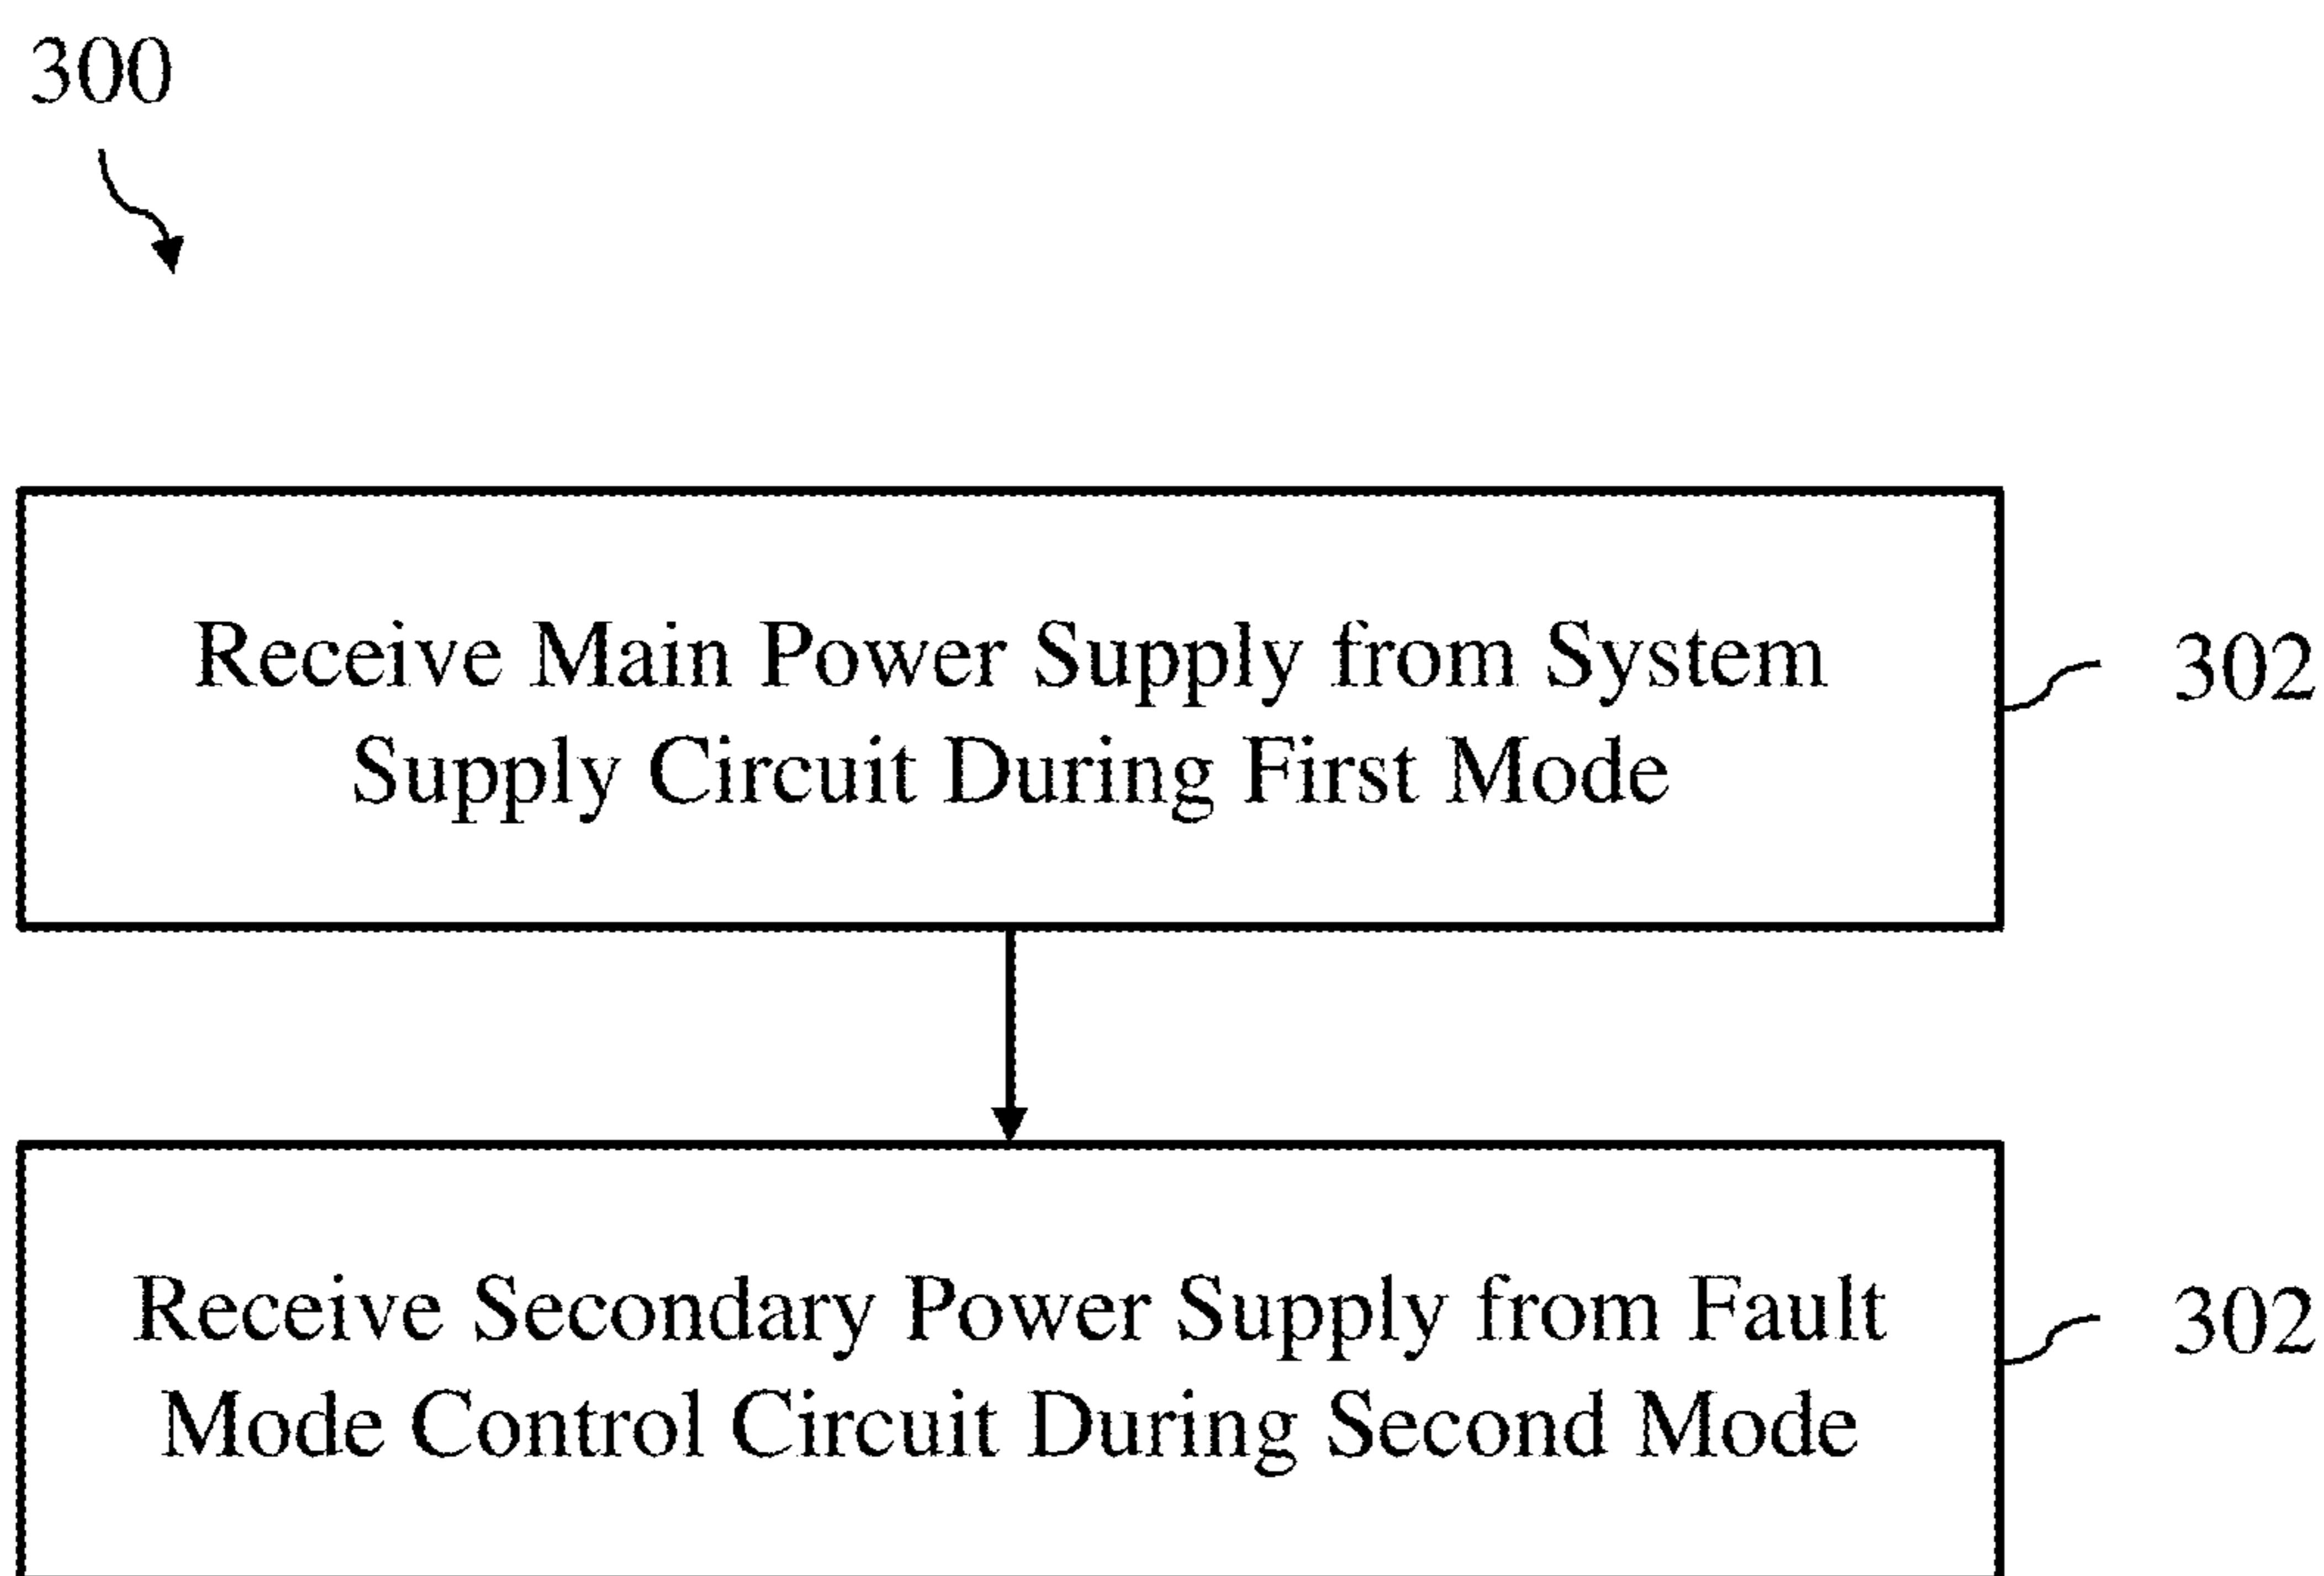 300
Receive Main Power Supply from System
Supply Circuit During First Mode
302
Receive Secondary Power Supply from Fault
Mode Control Circuit During Second Mode
302